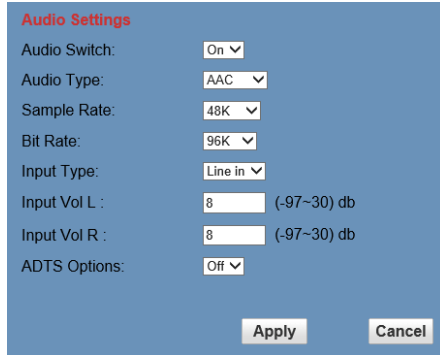 Audio Settings
Audio Switch: On
Audio Type: AAC
Sample Rate: 48K
Bit Rate: 96K
Input Type: Line in
Input Vol L : 8 (-97~30) db
Input Vol R : 8 (-97~30) db
ADTS Options: Off
Apply Cancel